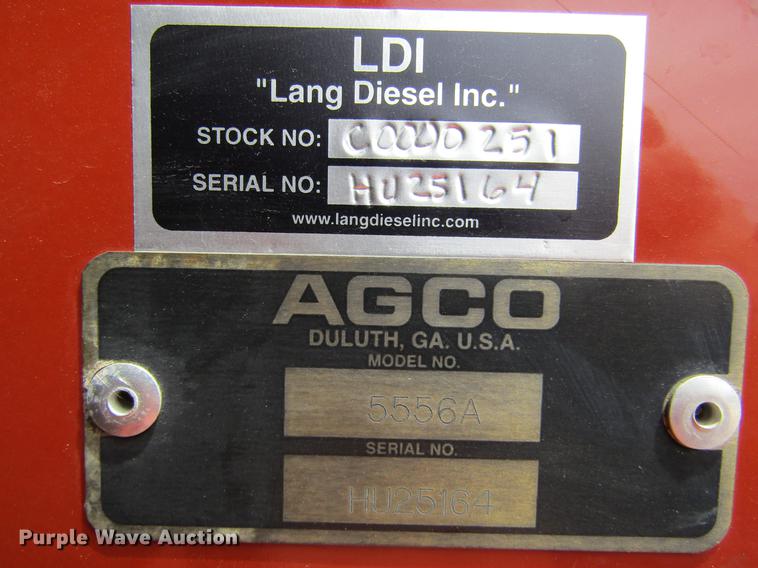 LDI
"Lang Diesel Inc."
STOCK NO:
SERIAL NO: HU25164
www.langdieselinc.com
AGCO
DULUTH, GA. U.S.A.
MODEL NO.
5556A
SERIAL NO.
HU25164
Purple Wave Auction®